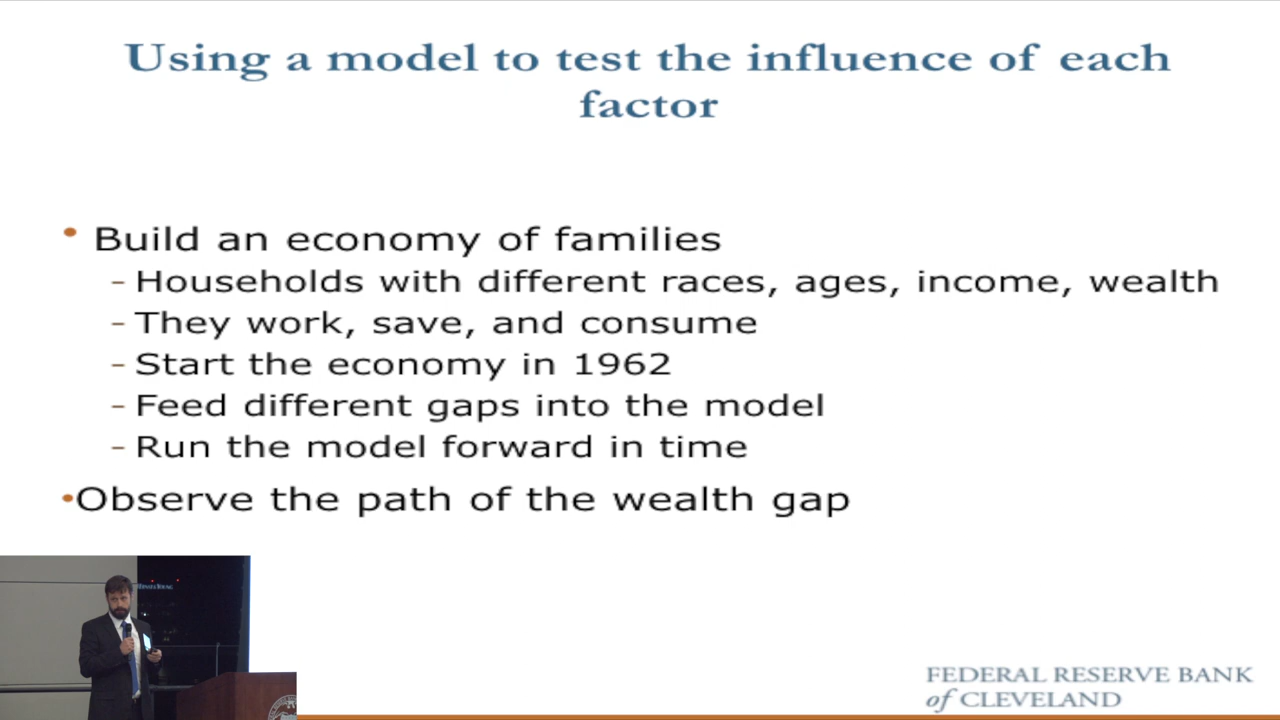 Using a model to test the influence of each
factor
• Build an economy of families
– Households with different races, ages, income, wealth
– They work, save, and consume
– Start the economy in 1962
– Feed different gaps into the model
– Run the model forward in time
•Observe the path of the wealth gap
FEDERAL RESERVE BANK
of CLEVELAND